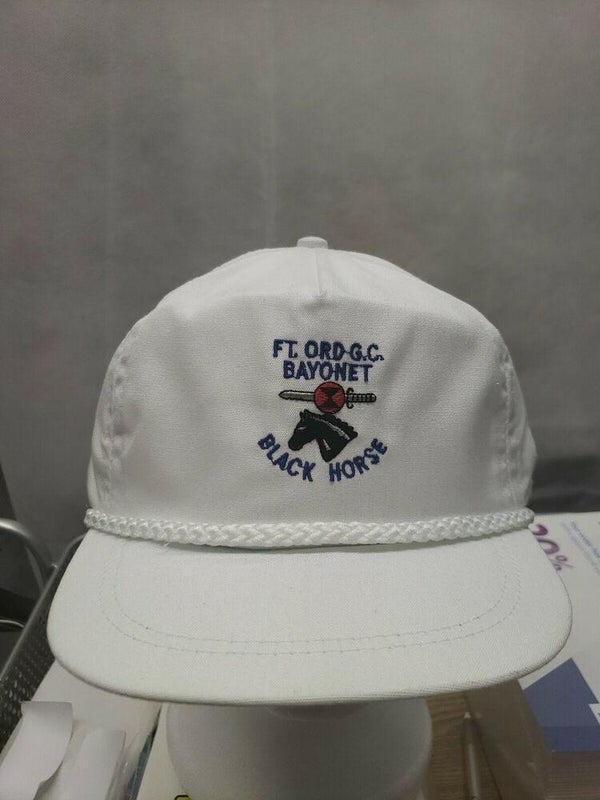 FT. ORD-G.C.
BAYONET
BLACK HORSE